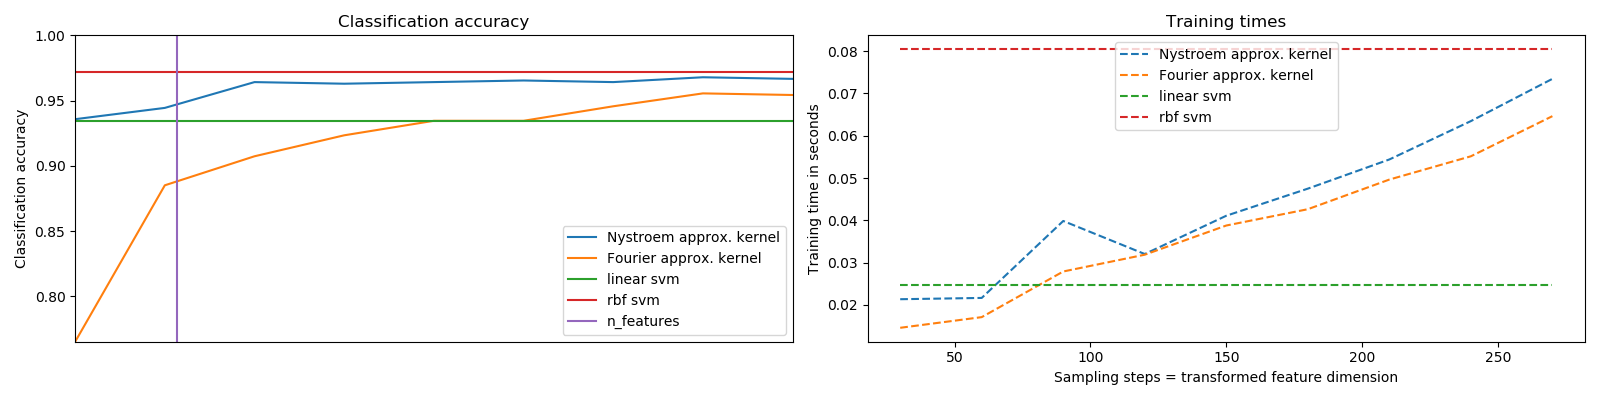 Classification accuracy
Classification accuracy
1.00
0.95
0.90
0.85
0.80
Nystroem approx. kernel
Fourier approx. kernel
linear svm
rbf svm
n_features
Training times
Training time in seconds
0.08
0.07
0.06
0.05
0.04
0.03
0.02
Nystroem approx. kernel
Fourier approx. kernel
linear svm
rbf svm
50 100 150 200 250
Sampling steps = transformed feature dimension